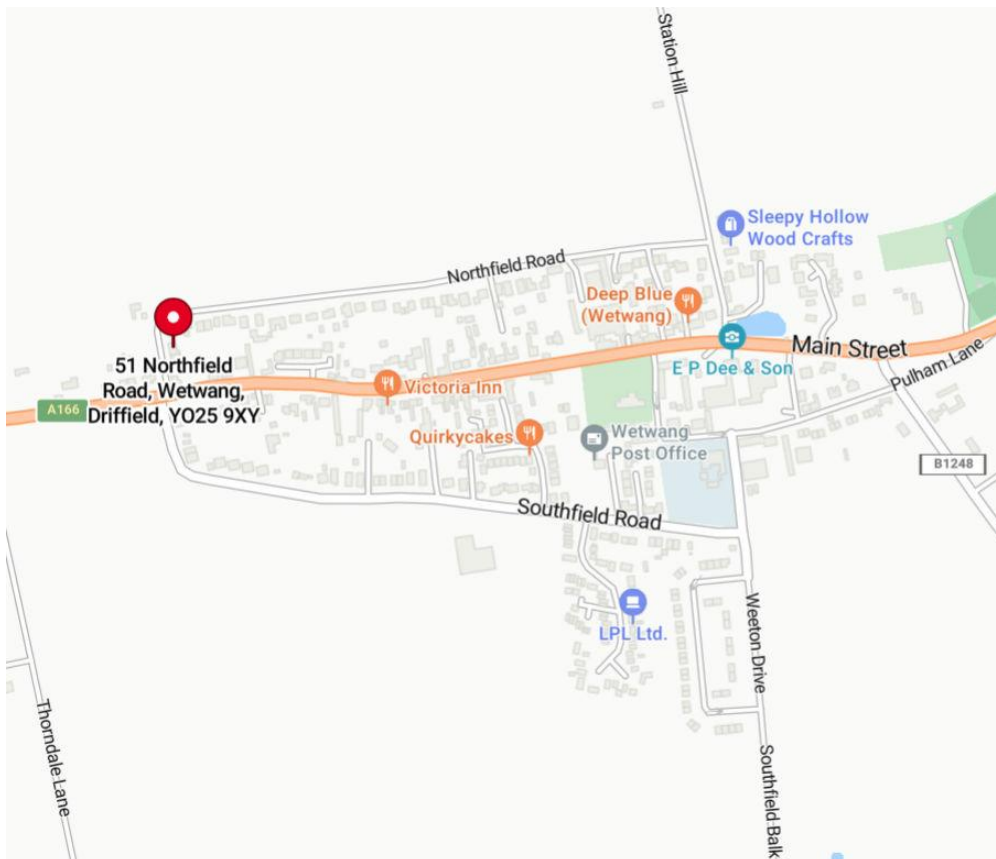 Station Hill
Sleepy Hollow
Wood Crafts
Northfield Road
Deep Blue
(Wetwang)
Main Street
E P Dee & Son
51 Northfield
Road, Wetwang,
Driffield, YO25 9XY
A166
Victoria Inn
Pulham Lane
Quirkycakes
Wetwang
Post Office
B1248
Southfield Road
LPL Ltd.
Weeton Drive
Thorndale Lane
Southfield Balk